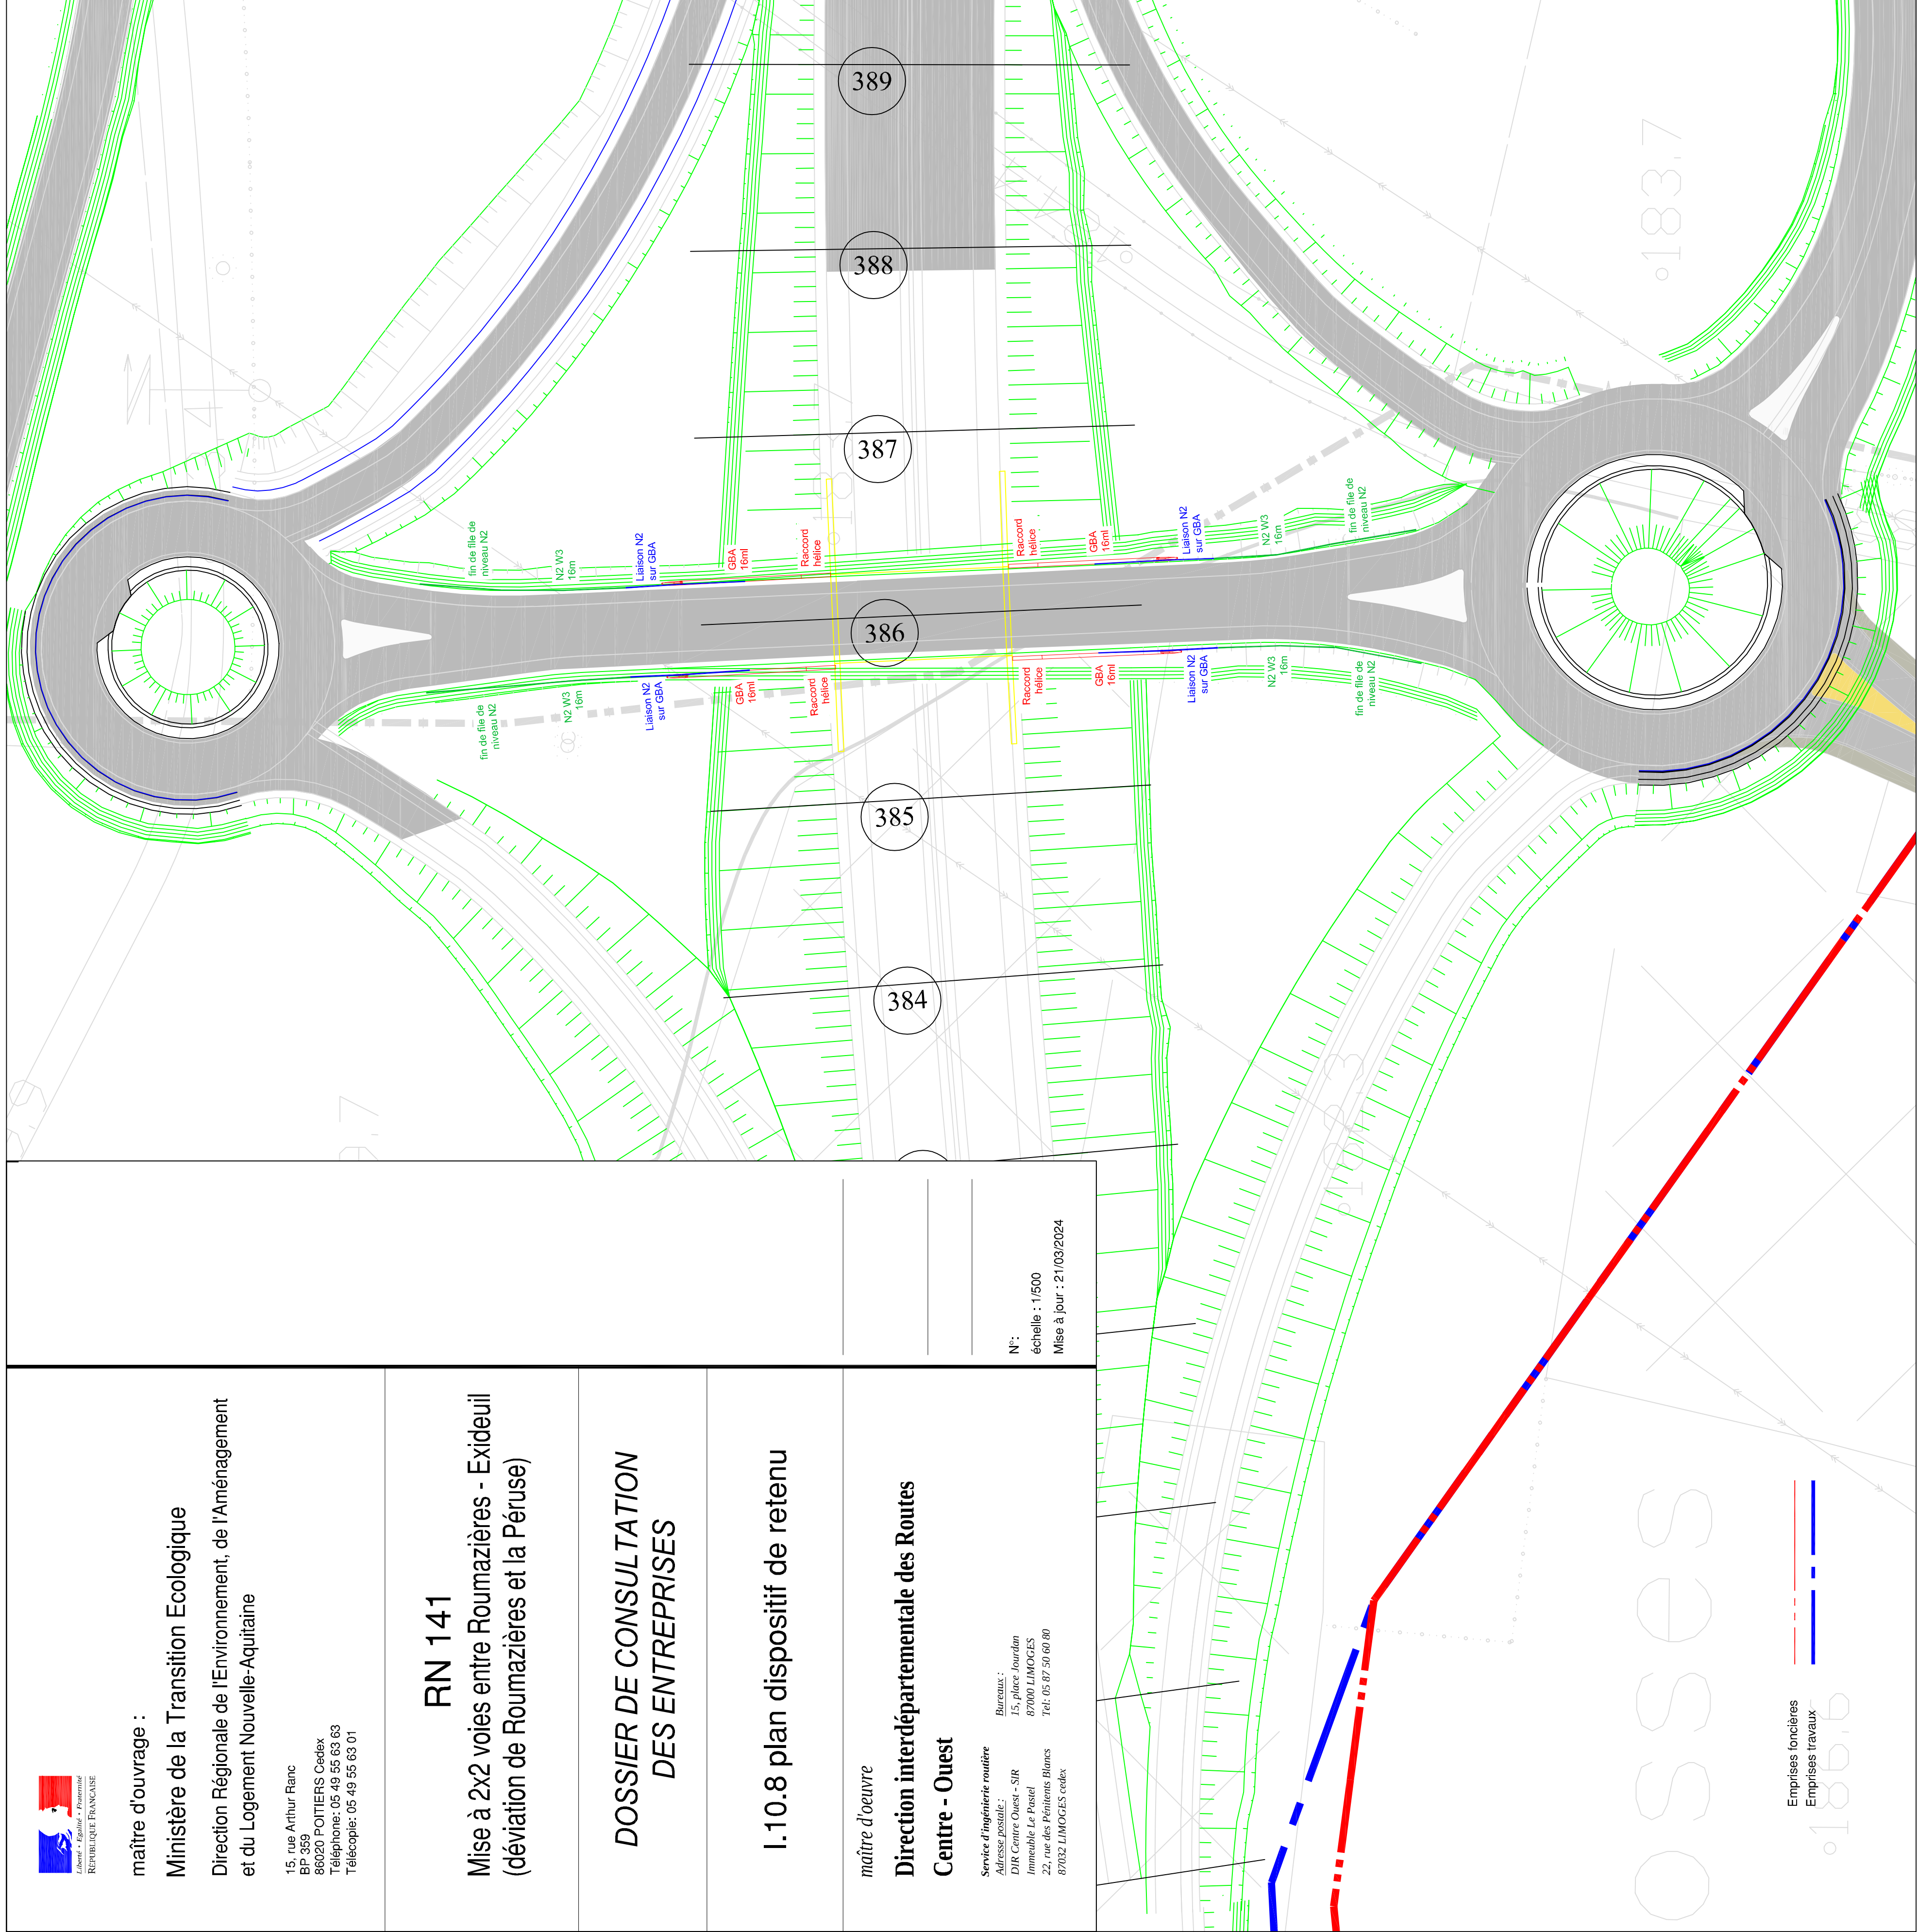 Liberté • Egalité • Fraternité
RÉPUBLIQUE FRANÇAISE
maître d'ouvrage :
Ministère de la Transition Ecologique
Direction Régionale de l'Environnement, de l'Aménagement
et du Logement Nouvelle-Aquitaine
15, rue Arthur Ranc
BP 359
86020 POITIERS Cedex
Téléphone: 05 49 55 63 63
Télécopie: 05 49 55 63 01
RN 141
Mise à 2x2 voies entre Roumazières - Exideuil
(déviation de Roumazières et la Péruse)
DOSSIER DE CONSULTATION
DES ENTREPRISES
I.10.8 plan dispositif de retenu
maître d'oeuvre
Direction interdépartementale des Routes
Centre - Ouest
Service d'ingénierie routière
Adresse postale :
DIR Centre Ouest - SIR
Immeuble Le Pastel
22, rue des Pénitents Blancs
87032 LIMOGES cedex
Bureaux :
15, place Jourdan
87000 LIMOGES
Tel: 05 87 50 60 80
N°:
échelle : 1/500
Mise à jour : 21/03/2024
389
388
387
386
385
384
fin de file de
niveau N2
N2 W3
16m
Liaison N2
sur GBA
GBA
16ml
Raccord
hélice
Raccord
hélice
GBA
16ml
Liaison N2
sur GBA
N2 W3
16m
fin de file de
niveau N2
fin de file de
niveau N2
N2 W3
16m
Liaison N2
sur GBA
GBA
16ml
Raccord
hélice
Raccord
hélice
GBA
16ml
Liaison N2
sur GBA
N2 W3
16m
fin de file de
niveau N2
183.7
183
186
osses
Emprises foncières
Emprises travaux